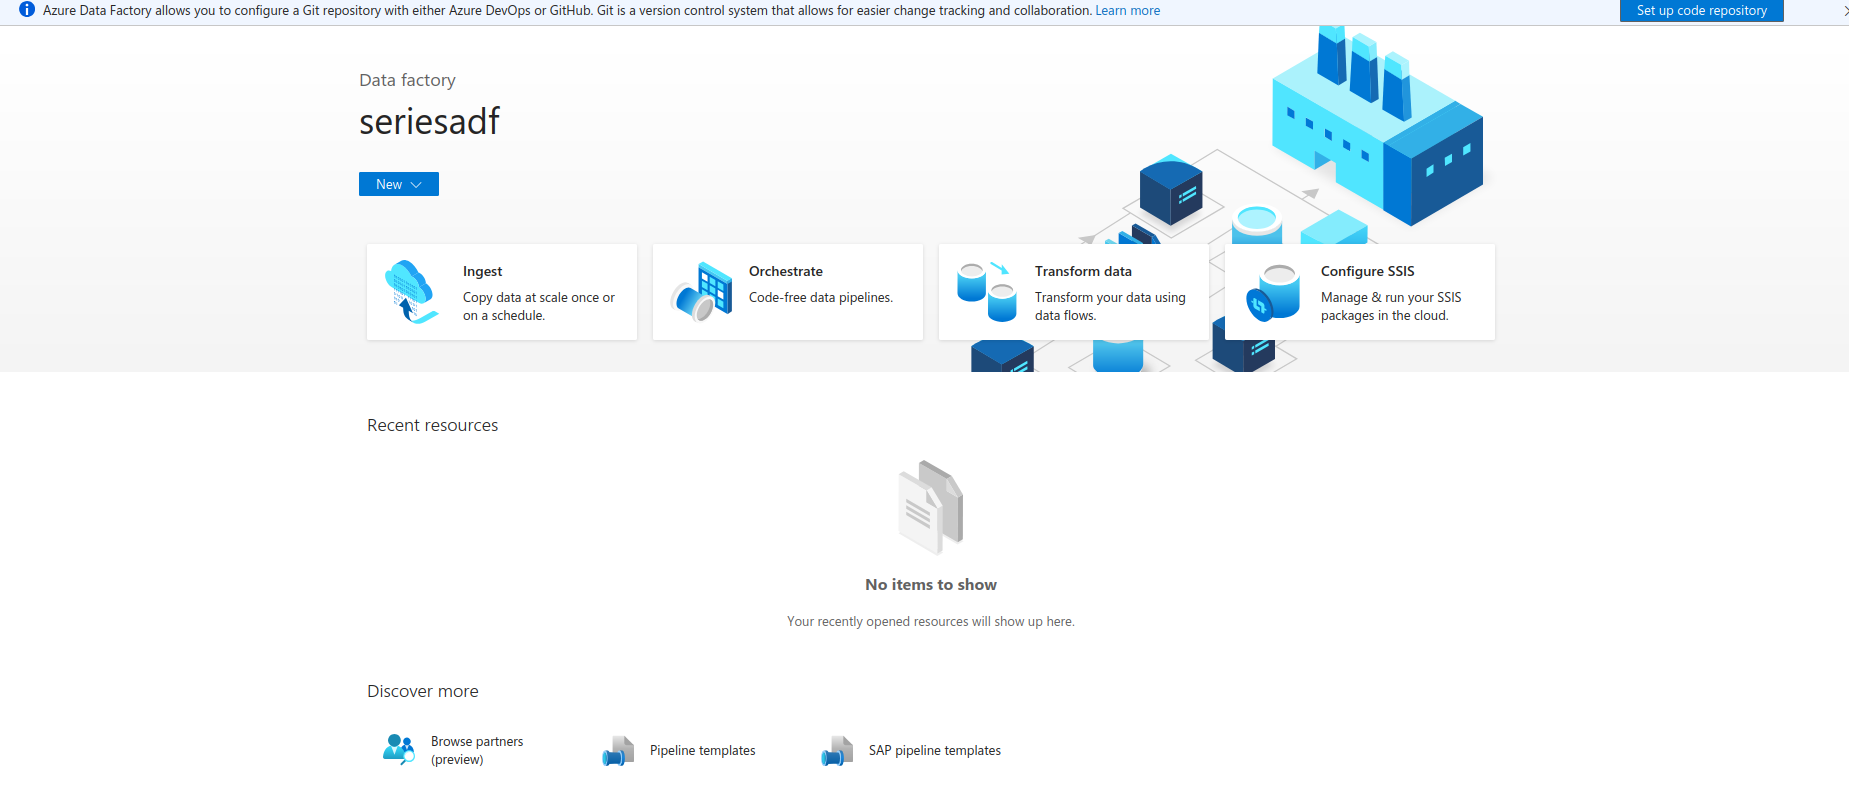 Azure Data Factory allows you to configure a Git repository with either Azure DevOps or GitHub. Git is a version control system that allows for easier change tracking and collaboration. Learn more
Set up code repository
Data factory
seriesadf
New
Ingest
Copy data at scale once or
on a schedule.
Orchestrate
Code-free data pipelines.
Transform data
Transform your data using
data flows.
Configure SSIS
Manage & run your SSIS
packages in the cloud.
Recent resources
No items to show
Your recently opened resources will show up here.
Discover more
Browse partners
(preview)
Pipeline templates
SAP pipeline templates